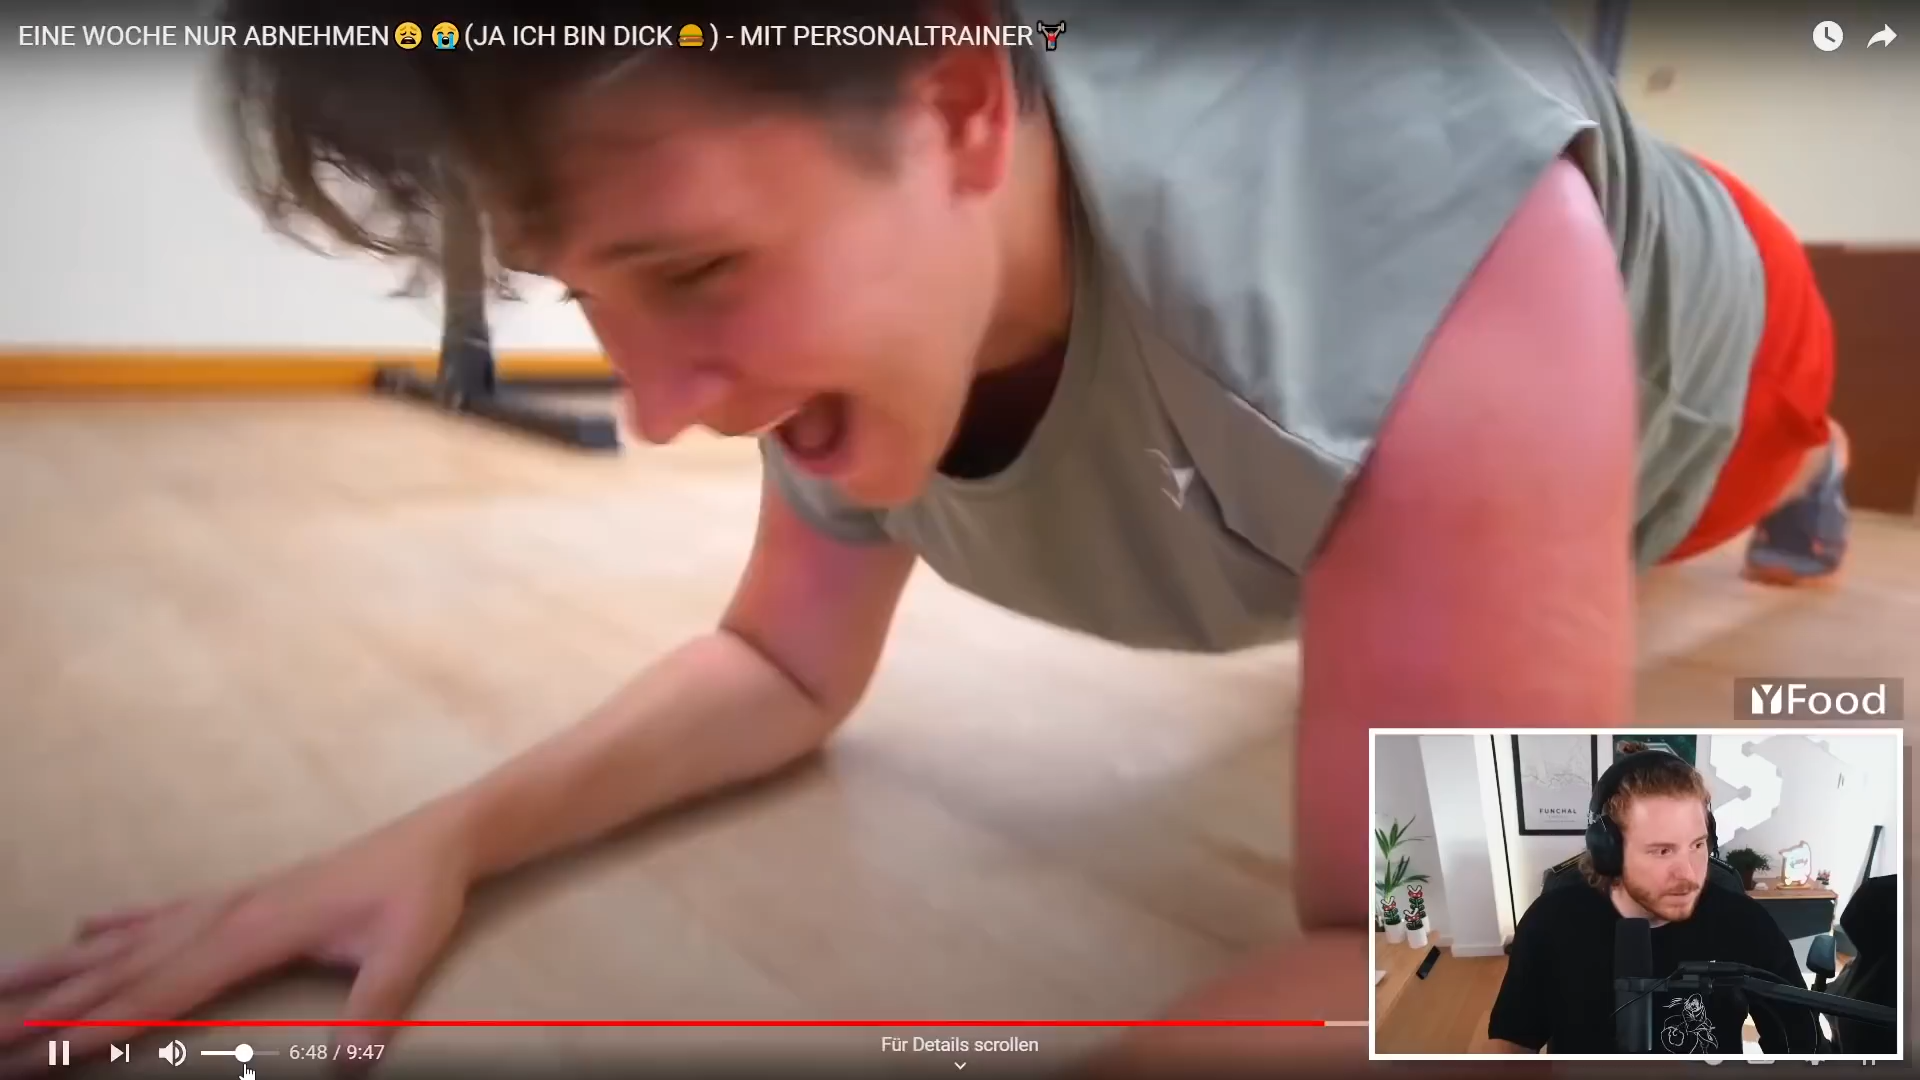 EINE WOCHE NUR ABNEHMEN😩😭(JA ICH BIN DICK🍔) - MIT PERSONALTRAINER🏋
YFood
FUNCHAL
6:48 / 9:47
Für Details scrollen